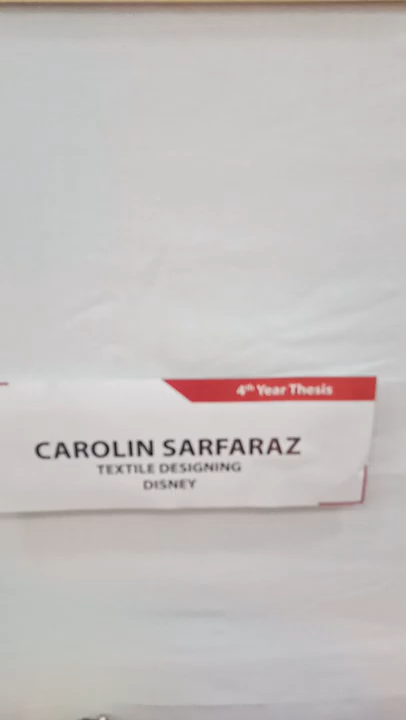 4th Year Thesis
CAROLIN SARFARAZ
TEXTILE DESIGNING
DISNEY